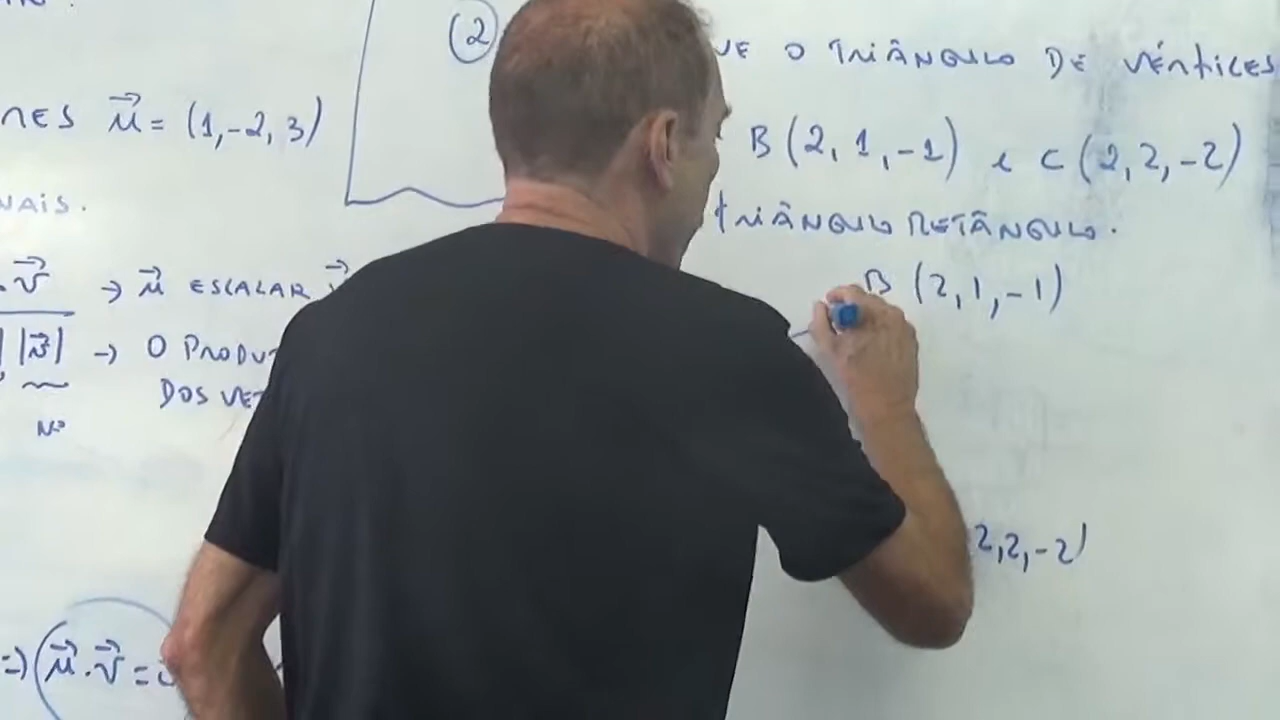 u⃗ = (1,-2,3)
NAIS.
.v⃗ → u⃗ ESCALAR v⃗
| |v⃗| → O PRODU
DOS VE
Nº
⇒ (u⃗.v⃗ =
(2)
VE O TRIÂNGULO DE VÉRTICES
B(2,1,-1) e C(2,2,-2)
TRIÂNGULO RETÂNGULO.
B (2,1,-1)
2,2,-2)